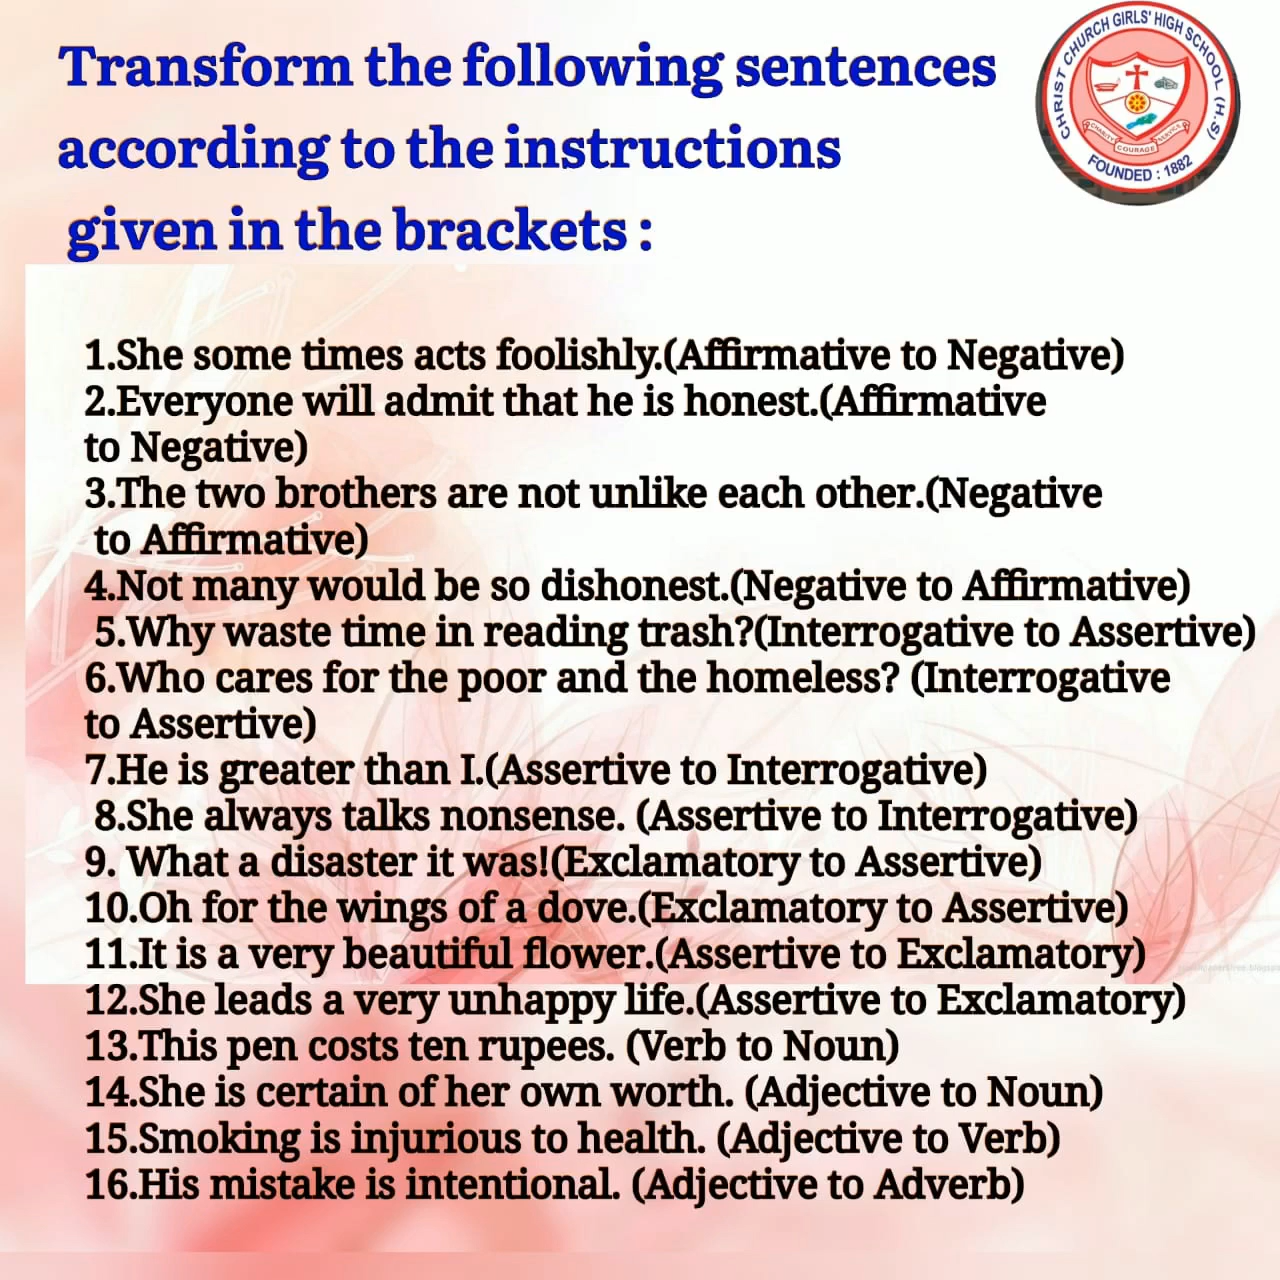 Transform the following sentences
according to the instructions
given in the brackets :
CHRIST CHURCH GIRLS' HIGH SCHOOL (H.S)
CHARITY COURAGE SERVICE
FOUNDED : 1882
1.She some times acts foolishly.(Affirmative to Negative)
2.Everyone will admit that he is honest.(Affirmative
to Negative)
3.The two brothers are not unlike each other.(Negative
to Affirmative)
4.Not many would be so dishonest.(Negative to Affirmative)
5.Why waste time in reading trash?(Interrogative to Assertive)
6.Who cares for the poor and the homeless? (Interrogative
to Assertive)
7.He is greater than I.(Assertive to Interrogative)
8.She always talks nonsense. (Assertive to Interrogative)
9. What a disaster it was!(Exclamatory to Assertive)
10.Oh for the wings of a dove.(Exclamatory to Assertive)
11.It is a very beautiful flower.(Assertive to Exclamatory)
12.She leads a very unhappy life.(Assertive to Exclamatory)
13.This pen costs ten rupees. (Verb to Noun)
14.She is certain of her own worth. (Adjective to Noun)
15.Smoking is injurious to health. (Adjective to Verb)
16.His mistake is intentional. (Adjective to Adverb)